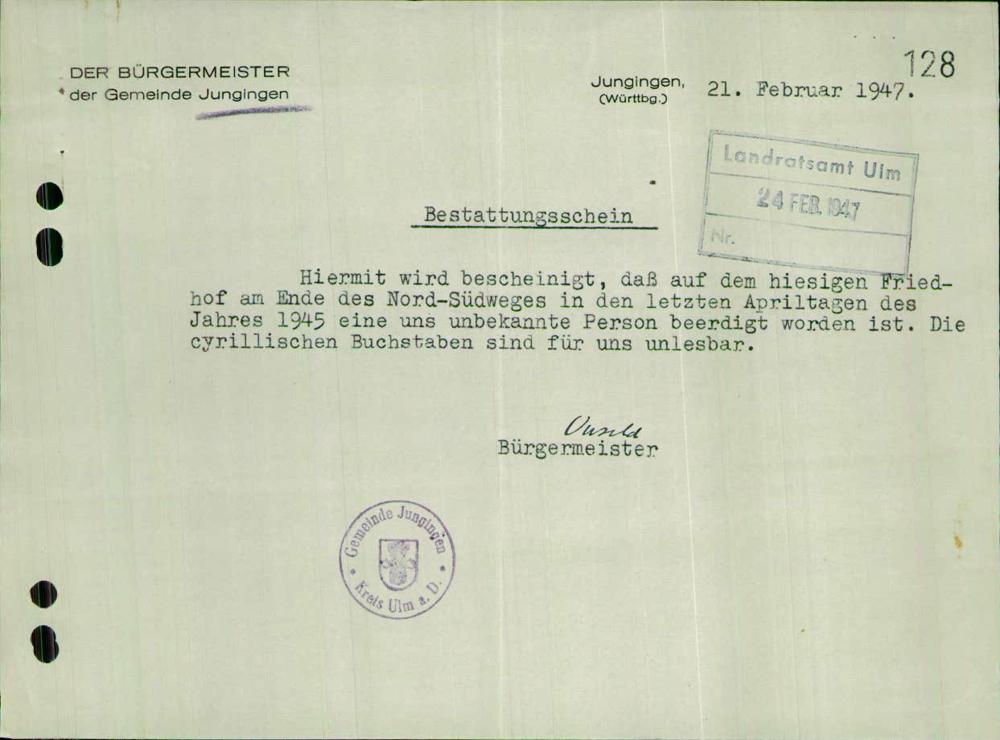 128
DER BÜRGERMEISTER
der Gemeinde Jungingen
Jungingen,
(Württbg.)
21. Februar 1947.
Landratsamt Ulm
24 FEB. 1947
Nr.
Bestattungsschein
Hiermit wird bescheinigt, daß auf dem hiesigen Fried-
hof am Ende des Nord-Südweges in den letzten Apriltagen des
Jahres 1945 eine uns unbekannte Person beerdigt worden ist. Die
cyrillischen Buchstaben sind für uns unlesbar.
Bürgermeister
Gemeinde Jungingen
Kreis Ulm a. D.